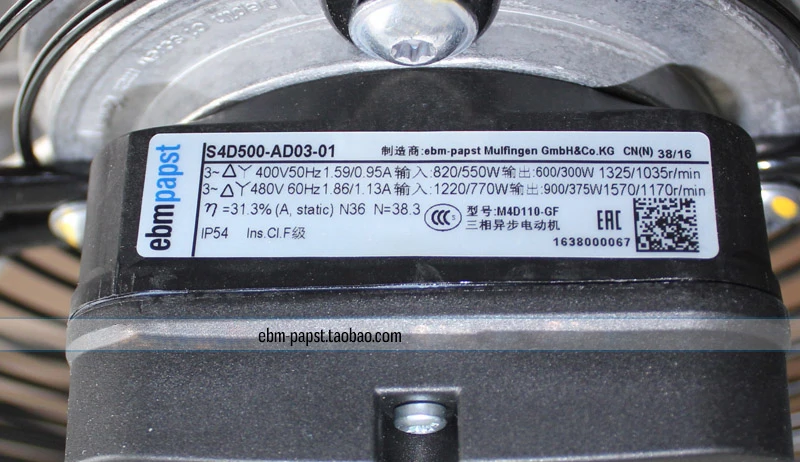 ebmpapst
S4D500-AD03-01 制造商:ebm-papst Mulfingen GmbH&Co.KG CN(N) 38/16
3~ △Y 400V50Hz 1.59/0.95A 输入:820/550W 输出:600/300W 1325/1035r/min
3~ △Y 480V 60Hz 1.86/1.13A 输入:1220/770W 输出:900/375W1570/1170r/min
η =31.3% (A, static) N36 N=38.3 CCC S 型号:M4D110-GF EAC
三相异步电动机
IP54 Ins.Cl.F级 1638000067
ebm-papst.taobao.com